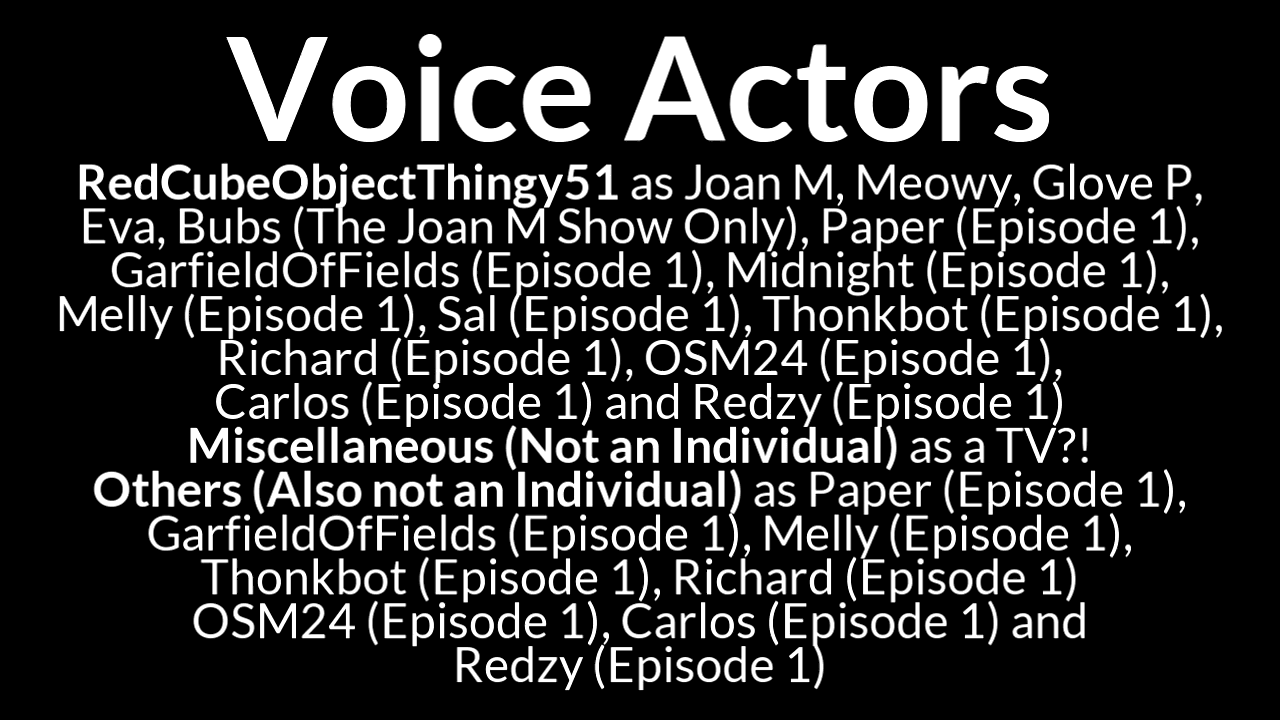 Voice Actors
RedCubeObjectThingy51 as Joan M, Meowy, Glove P,
Eva, Bubs (The Joan M Show Only), Paper (Episode 1),
GarfieldOfFields (Episode 1), Midnight (Episode 1),
Melly (Episode 1), Sal (Episode 1), Thonkbot (Episode 1),
Richard (Episode 1), OSM24 (Episode 1),
Carlos (Episode 1) and Redzy (Episode 1)
Miscellaneous (Not an Individual) as a TV?!
Others (Also not an Individual) as Paper (Episode 1),
GarfieldOfFields (Episode 1), Melly (Episode 1),
Thonkbot (Episode 1), Richard (Episode 1)
OSM24 (Episode 1), Carlos (Episode 1) and
Redzy (Episode 1)